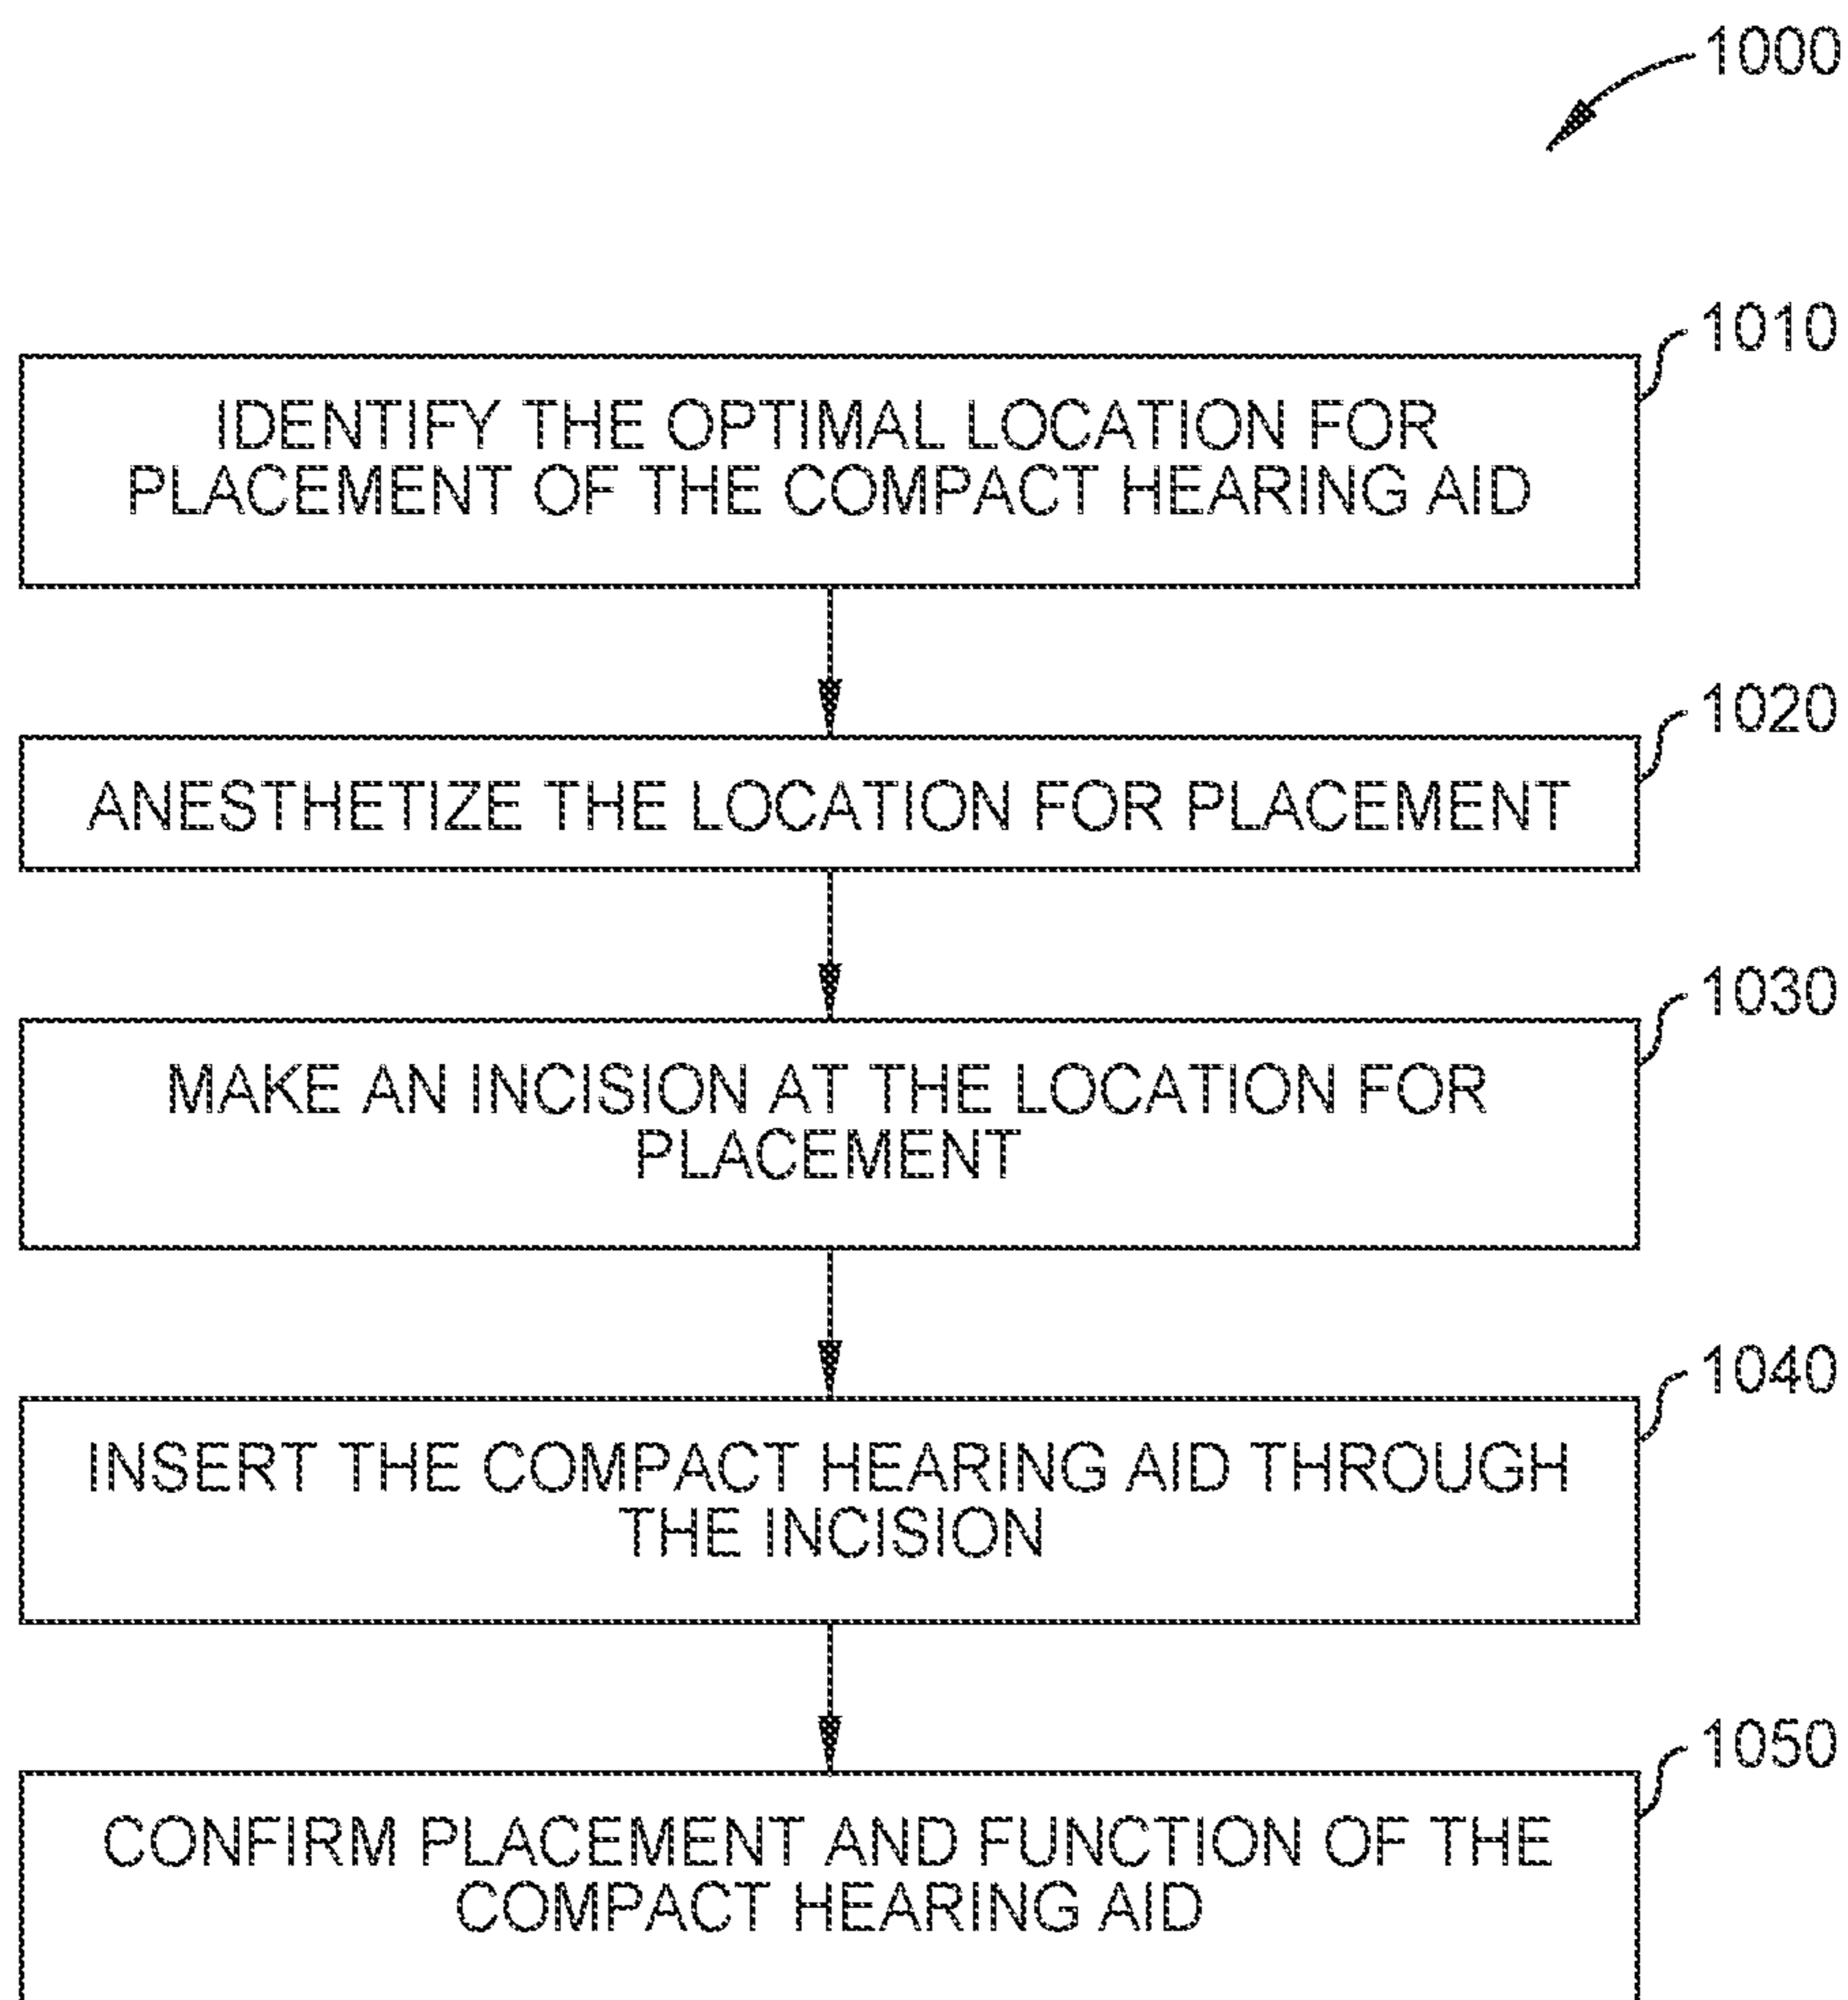 1000
1010
IDENTIFY THE OPTIMAL LOCATION FOR
PLACEMENT OF THE COMPACT HEARING AID
1020
ANESTHETIZE THE LOCATION FOR PLACEMENT
1030
MAKE AN INCISION AT THE LOCATION FOR
PLACEMENT
1040
INSERT THE COMPACT HEARING AID THROUGH
THE INCISION
1050
CONFIRM PLACEMENT AND FUNCTION OF THE
COMPACT HEARING AID